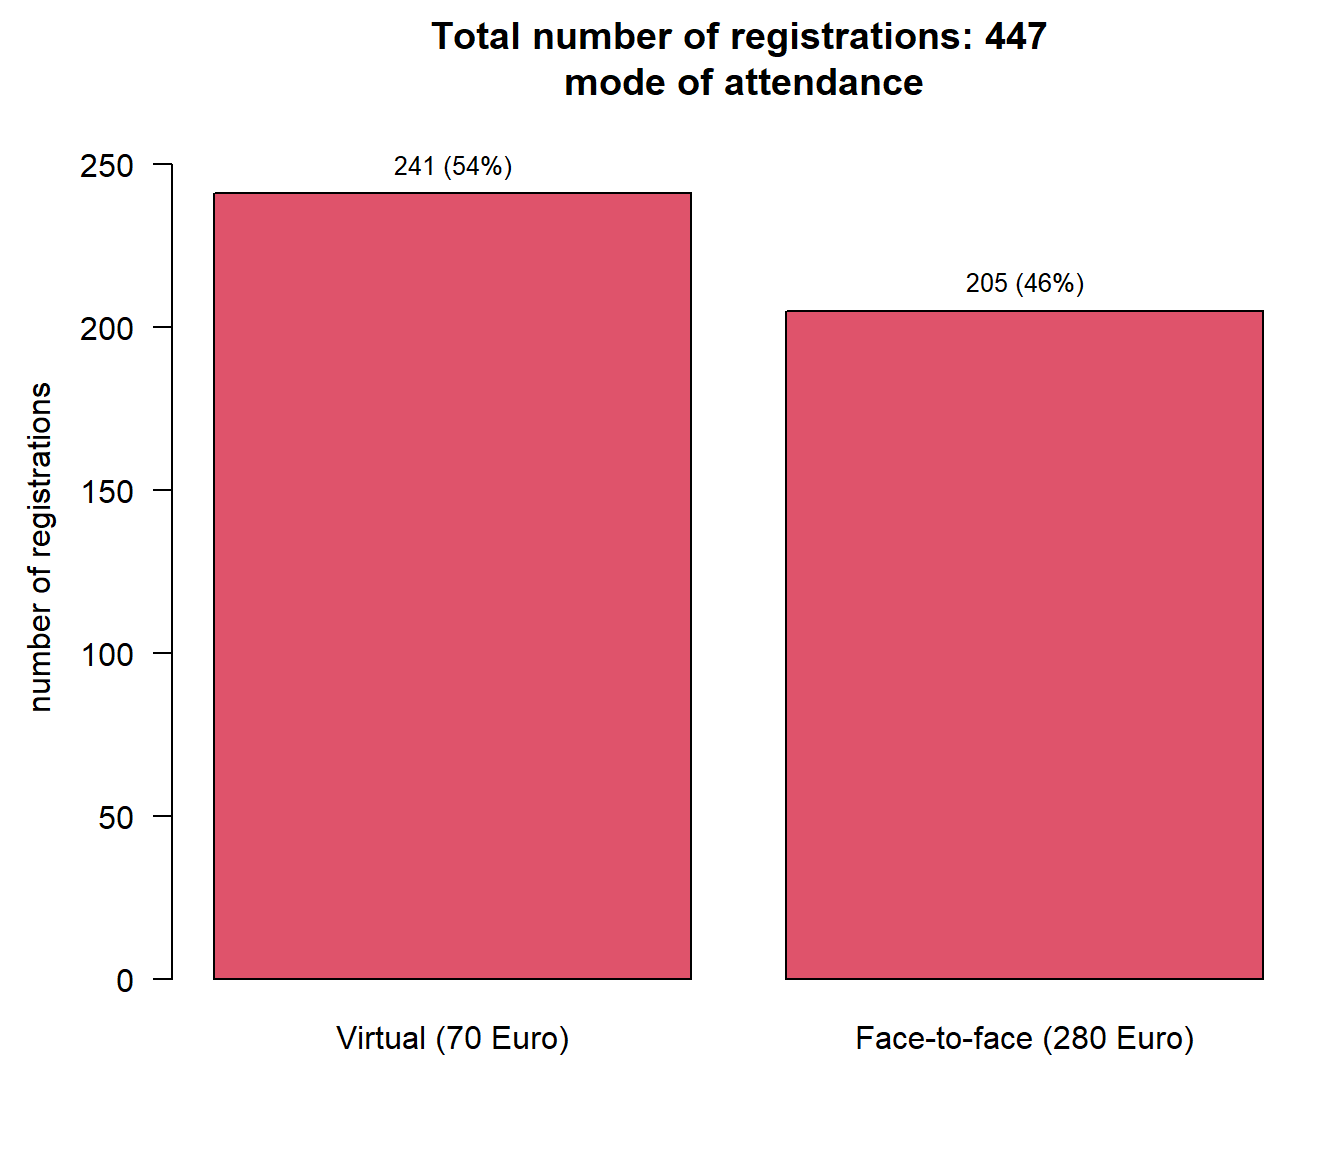 Total number of registrations: 447
mode of attendance
number of registrations
250
200
150
100
50
0
241 (54%)
205 (46%)
Virtual (70 Euro)
Face-to-face (280 Euro)